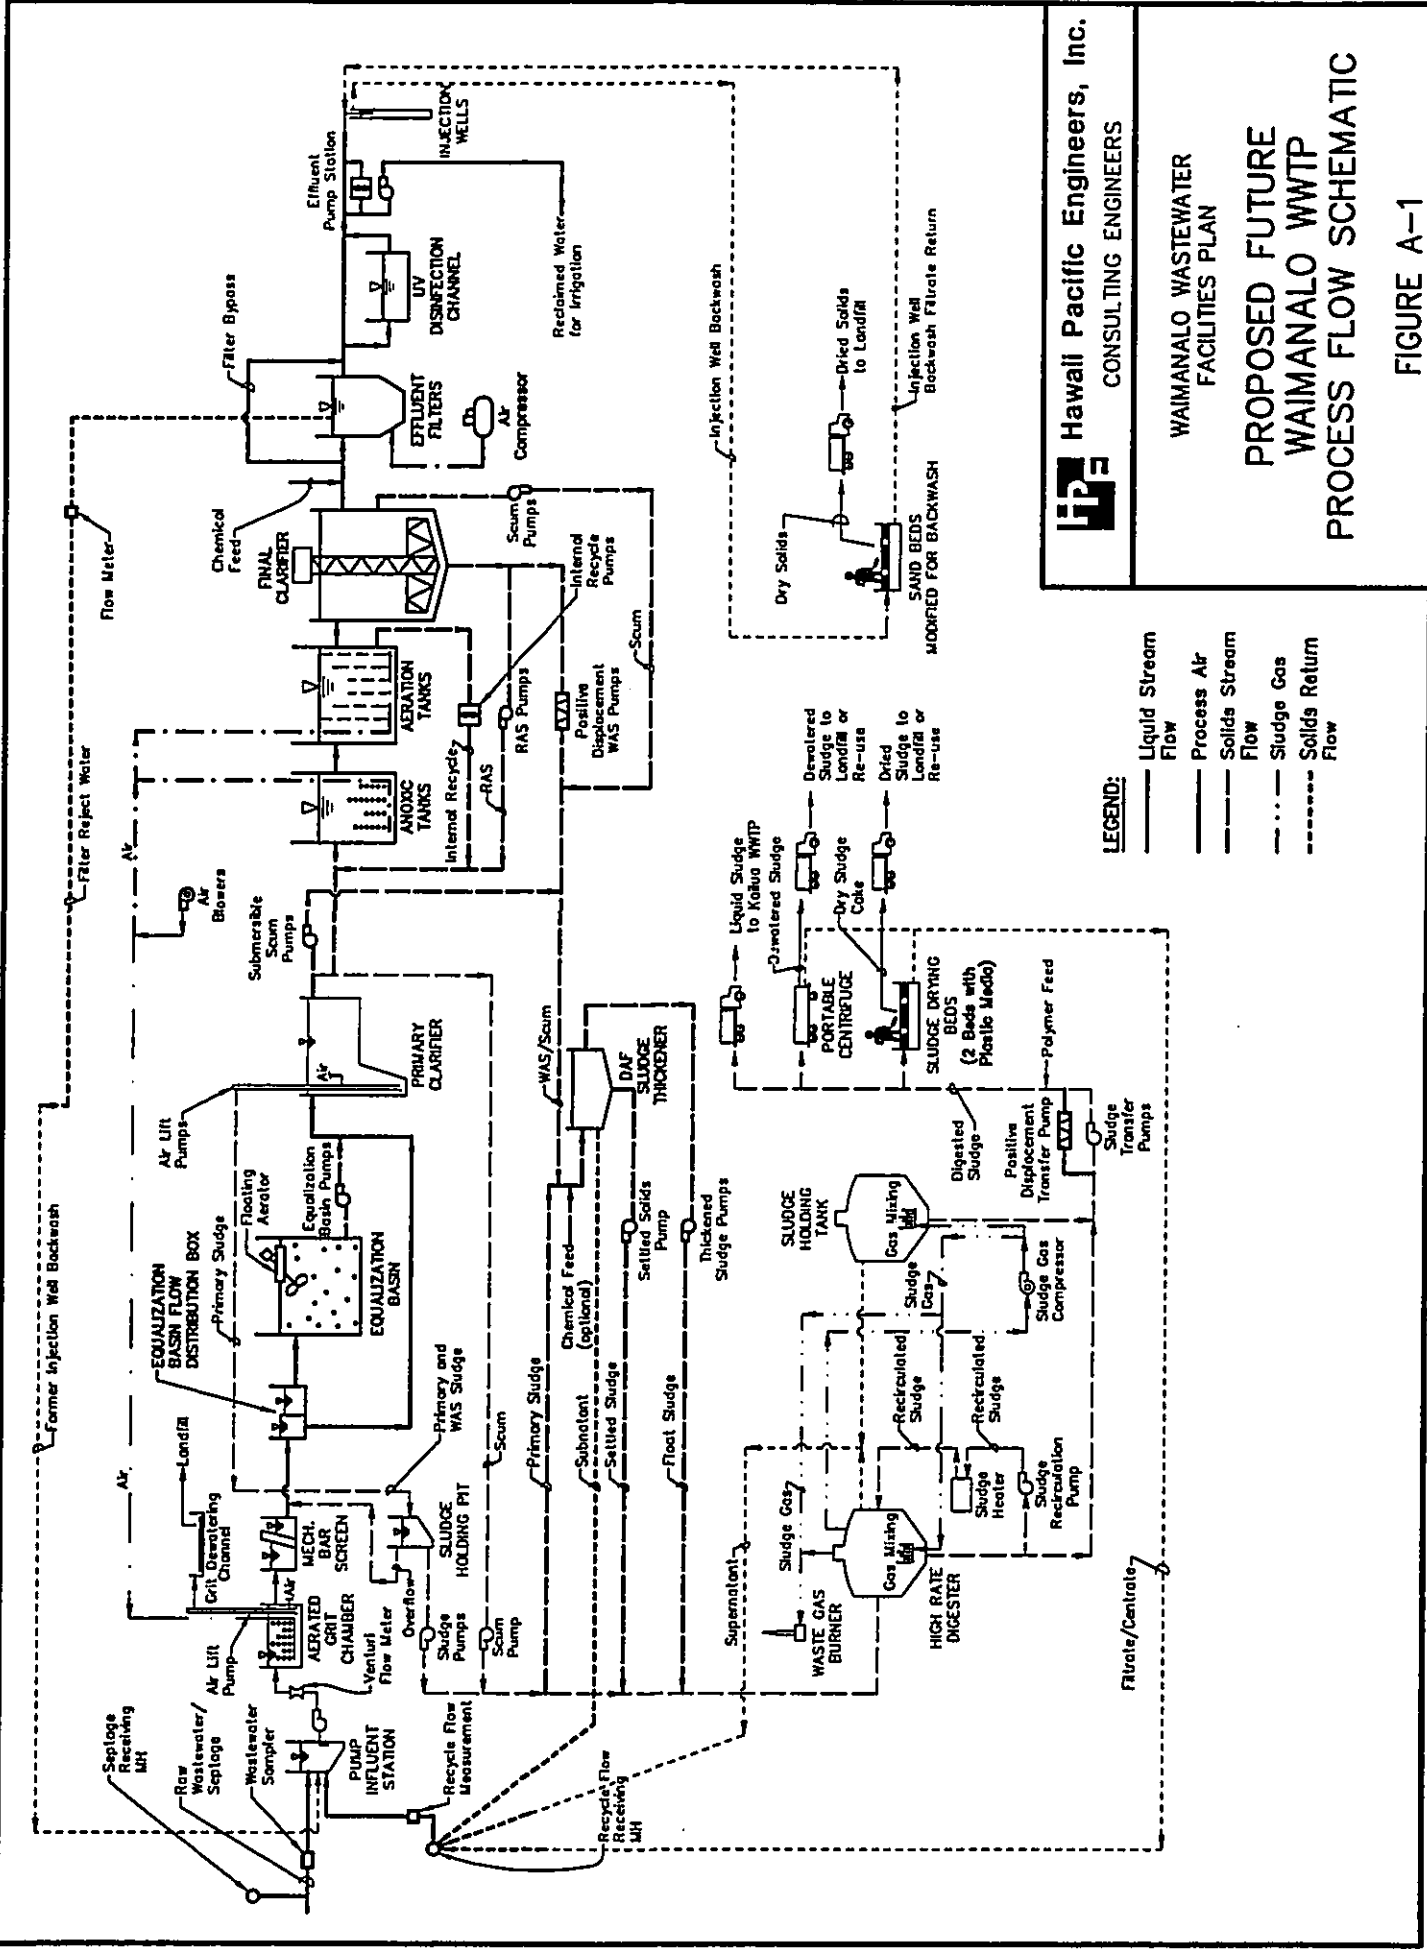 Former Injection Well Backwash
Filter Reject Water
Flow Meter
Filter Bypass
Effluent
Pump Station
INJECTION
WELLS
Septage
Receiving
MH
Raw
Wastewater/
Septage
Wastewater
Sampler
PUMP
INFLUENT
STATION
Air
Air Lift
Pump
Grit Dewatering
Channel
Landfill
Air
AERATED
GRIT
CHAMBER
Venturi
Flow Meter
MECH.
BAR
SCREEN
EQUALIZATION
BASIN FLOW
DISTRIBUTION BOX
Primary Sludge
Floating
Aerator
Equalization
Basin Pumps
EQUALIZATION
BASIN
Air Lift
Pumps
Air
PRIMARY
CLARIFIER
Submersible
Scum
Pumps
Air
Blowers
Air
ANOXIC
TANKS
AERATION
TANKS
Chemical
Feed
FINAL
CLARIFIER
EFFLUENT
FILTERS
Air
Compressor
UV
DISINFECTION
CHANNEL
Reclaimed Water
for Irrigation
Overflow
SLUDGE
HOLDING PIT
Primary and
WAS Sludge
Sludge
Pumps
Scum
Pump
Scum
Recycle Flow
Measurement
Recycle Flow
Receiving
MH
Internal Recycle
RAS
RAS Pumps
Internal
Recycle
Pumps
Scum
Pumps
Positive
Displacement
WAS Pumps
Scum
WAS/Scum
Primary Sludge
Chemical Feed
(optional)
Subnatant
Settled Sludge
Float Sludge
DAF
SLUDGE
THICKENER
Settled Solids
Pump
Thickened
Sludge Pumps
Supernatant
Sludge Gas
WASTE GAS
BURNER
Gas Mixing
HIGH RATE
DIGESTER
Recirculated
Sludge
Recirculated
Sludge
Sludge
Heater
Sludge
Recirculation
Pump
Sludge
Gas
Sludge Gas
Compressor
SLUDGE
HOLDING
TANK
Gas Mixing
Digested
Sludge
Positive
Displacement
Transfer Pump
Sludge
Transfer
Pumps
Polymer Feed
Filtrate/Centrate
Liquid Sludge
to Kailua WWTP
Dewatered Sludge
PORTABLE
CENTRIFUGE
Dewatered
Sludge to
Landfill or
Re-use
Dry Sludge
Cake
Dried
Sludge to
Landfill or
Re-use
SLUDGE DRYING
BEDS
(2 Beds with
Plastic Media)
Injection Well Backwash
Dry Solids
Dried Solids
to Landfill
SAND BEDS
MODIFIED FOR BACKWASH
Injection Well
Backwash Filtrate Return
LEGEND:
Liquid Stream
Flow
Process Air
Solids Stream
Flow
Sludge Gas
Solids Return
Flow
HPE
Hawaii Pacific Engineers, Inc.
CONSULTING ENGINEERS
WAIMANALO WASTEWATER
FACILITIES PLAN
PROPOSED FUTURE
WAIMANALO WWTP
PROCESS FLOW SCHEMATIC
FIGURE A-1